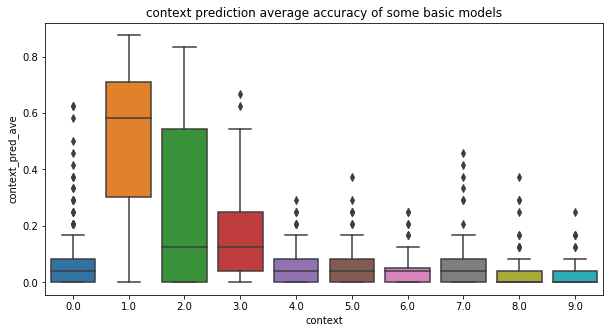 context prediction average accuracy of some basic models
context_pred_ave
0.8
0.6
0.4
0.2
0.0
0.0 1.0 2.0 3.0 4.0 5.0 6.0 7.0 8.0 9.0
context